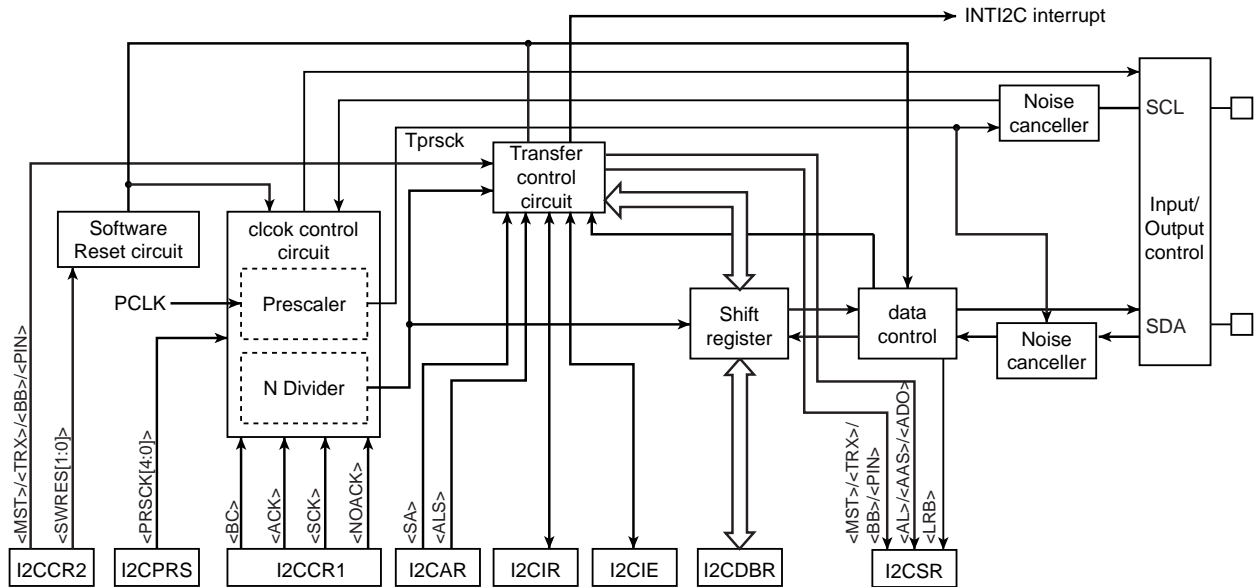 INTI2C interrupt
Noise
canceller
SCL
Tprsck
Transfer
control
circuit
Input/
Output
control
Software
Reset circuit
clcok control
circuit
PCLK
Prescaler
N Divider
Shift
register
data
control
SDA
Noise
canceller
<MST>/<TRX>/<BB>/<PIN>
<SWRES[1:0]>
<PRSCK[4:0]>
<BC>
<ACK>
<SCK>
<NOACK>
<SA>
<ALS>
<MST>/<TRX>/
<BB>/<PIN>
<AL>/<AAS>/<ADO>
<LRB>
I2CCR2
I2CPRS
I2CCR1
I2CAR
I2CIR
I2CIE
I2CDBR
I2CSR